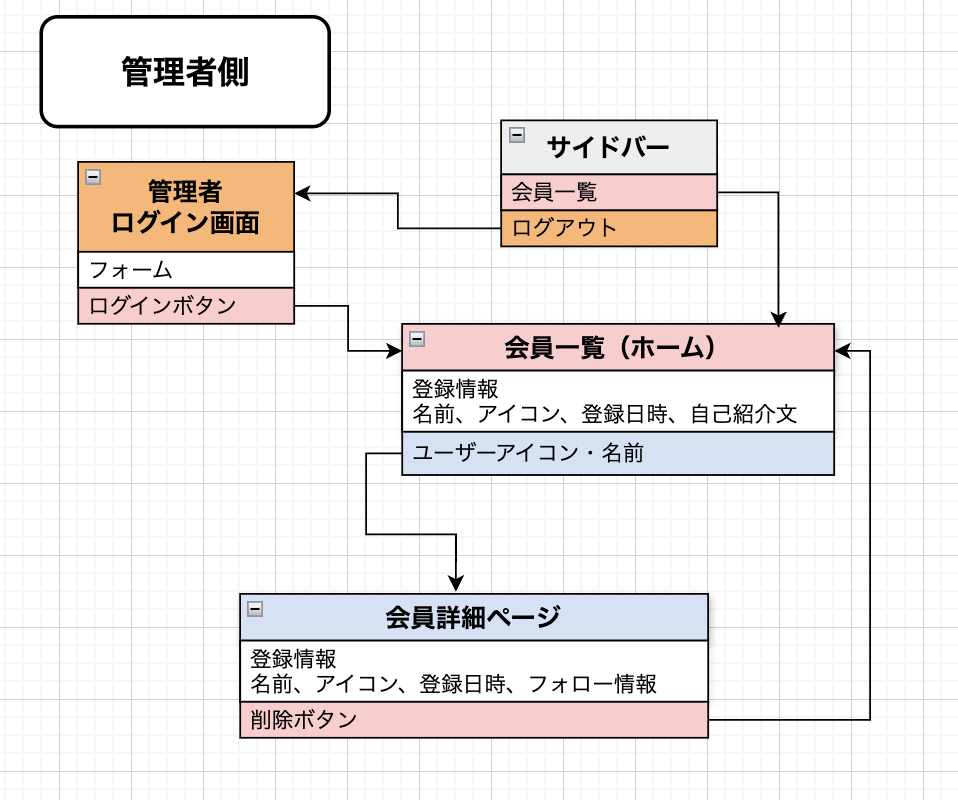 管理者側
サイドバー
会員一覧
ログアウト
管理者
ログイン画面
フォーム
ログインボタン
会員一覧（ホーム）
登録情報
名前、アイコン、登録日時、自己紹介文
ユーザーアイコン・名前
会員詳細ページ
登録情報
名前、アイコン、登録日時、フォロー情報
削除ボタン